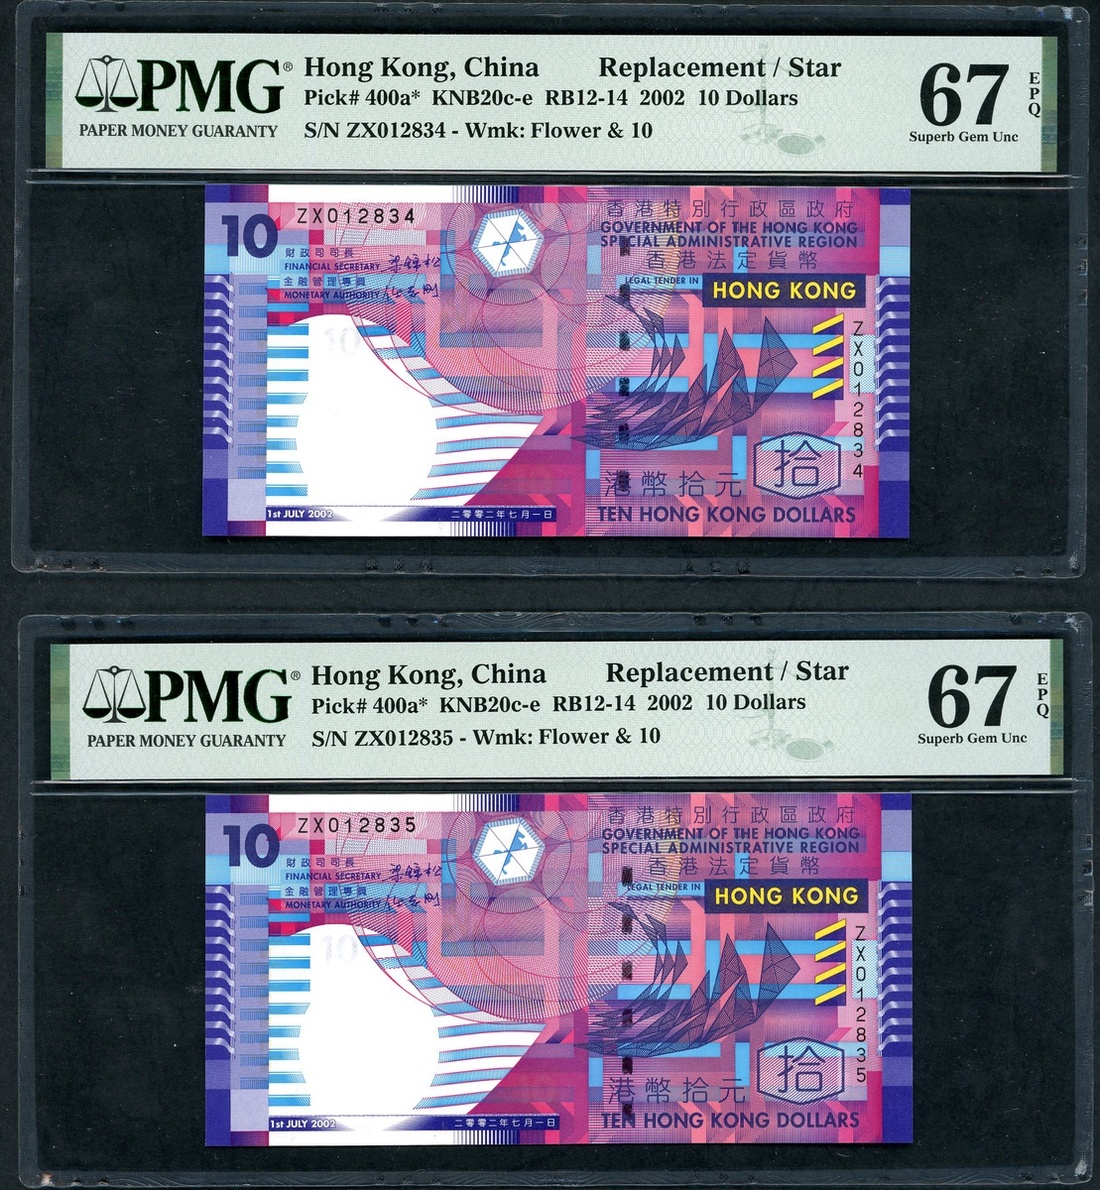 PMG® Hong Kong, China Replacement / Star 67 EPQ
Pick# 400a* KNB20c-e RB12-14 2002 10 Dollars
PAPER MONEY GUARANTY S/N ZX012834 - Wmk: Flower & 10 Superb Gem Unc
10 ZX012834
香港特別行政區政府
GOVERNMENT OF THE HONG KONG
SPECIAL ADMINISTRATIVE REGION
香港法定貨幣
財政司司長
FINANCIAL SECRETARY
金融管理專員
MONETARY AUTHORITY
LEGAL TENDER IN HONG KONG
10
ZX012834
拾
港幣拾元
TEN HONG KONG DOLLARS
1st JULY 2002 二零零二年七月一日
PMG® Hong Kong, China Replacement / Star 67 EPQ
Pick# 400a* KNB20c-e RB12-14 2002 10 Dollars
PAPER MONEY GUARANTY S/N ZX012835 - Wmk: Flower & 10 Superb Gem Unc
10 ZX012835
香港特別行政區政府
GOVERNMENT OF THE HONG KONG
SPECIAL ADMINISTRATIVE REGION
香港法定貨幣
財政司司長
FINANCIAL SECRETARY
金融管理專員
MONETARY AUTHORITY
LEGAL TENDER IN HONG KONG
10
ZX012835
拾
港幣拾元
TEN HONG KONG DOLLARS
1st JULY 2002 二零零二年七月一日